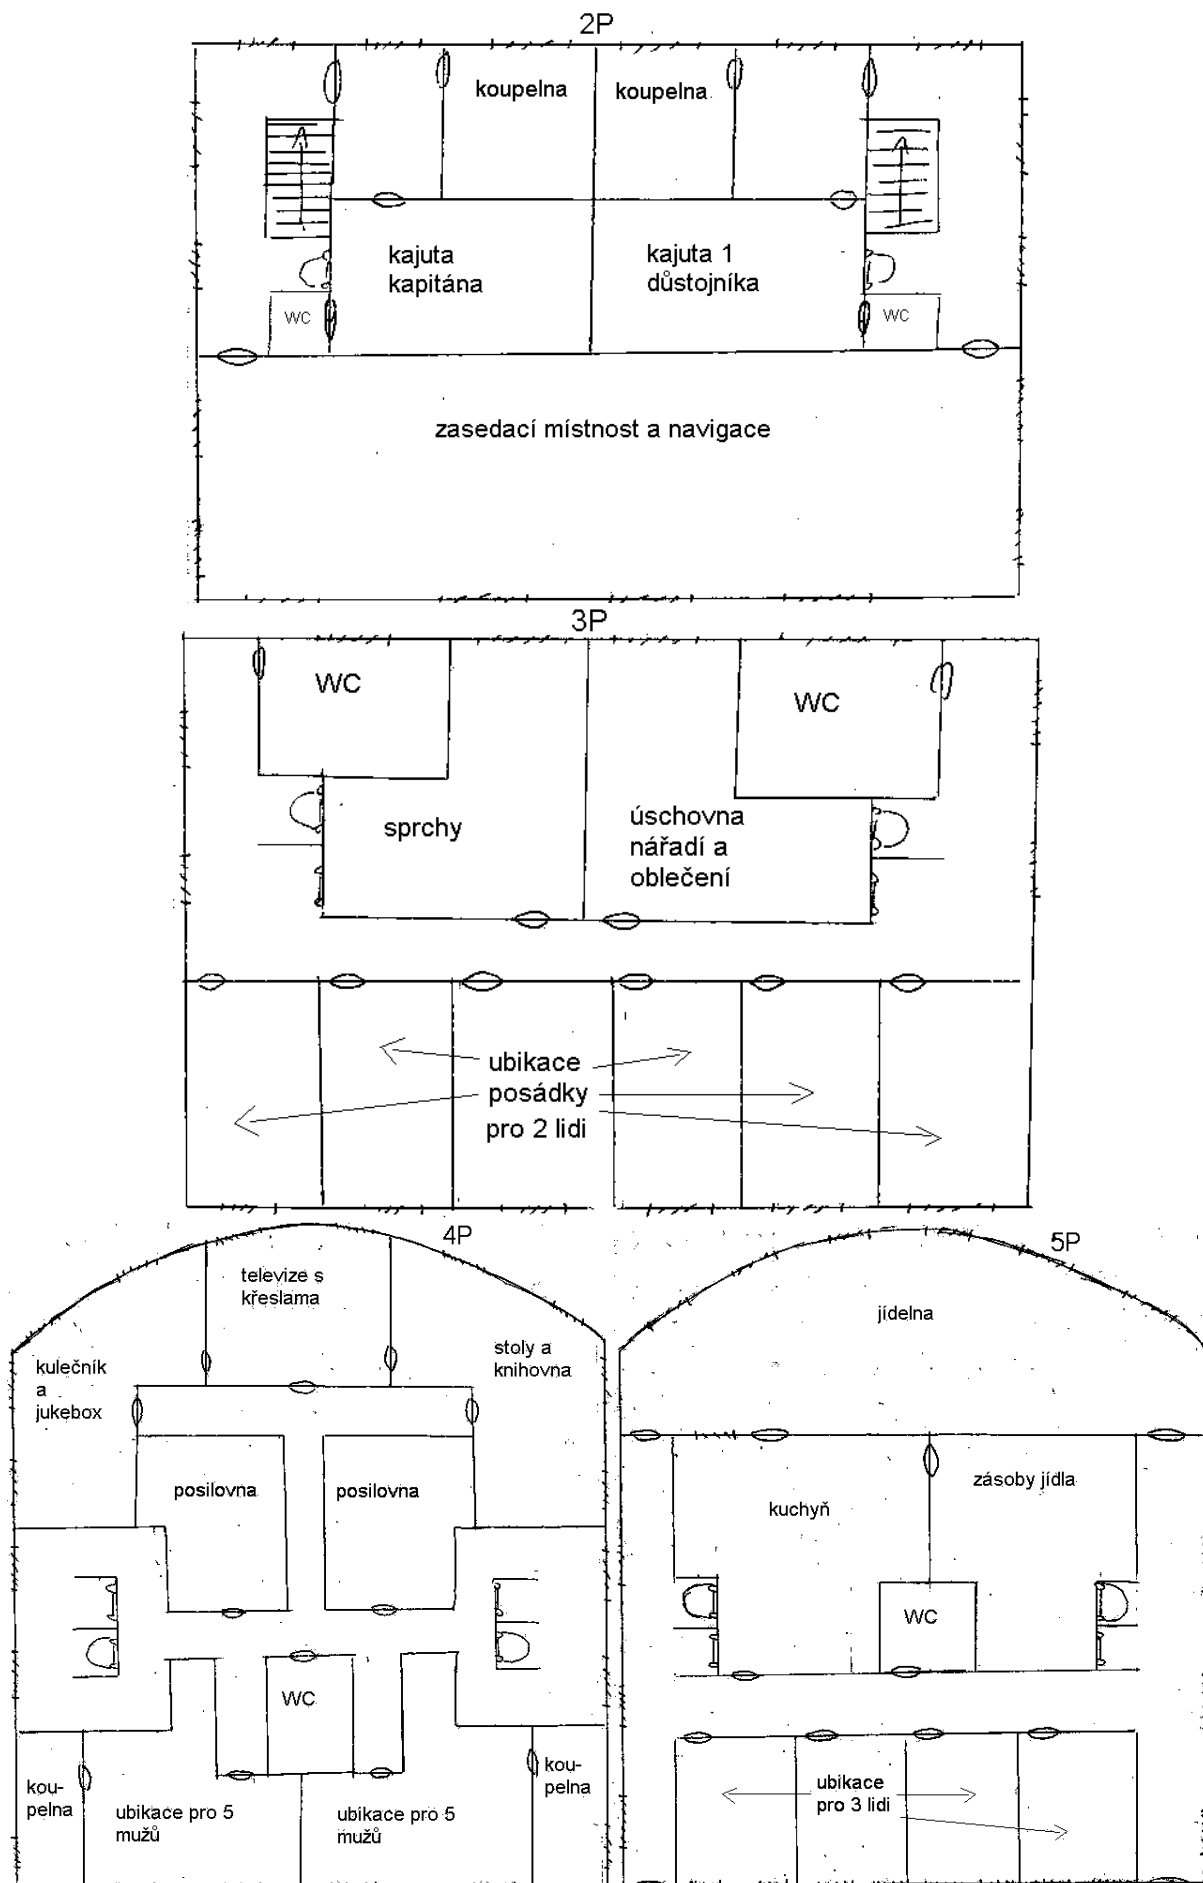 2P
koupelna
koupelna
kajuta
kapitána
kajuta 1
důstojníka
WC
WC
zasedací místnost a navigace
3P
WC
WC
sprchy
úschovna
nářadí a
oblečení
ubikace
posádky
pro 2 lidi
4P
televize s
křeslama
kulečník
a
jukebox
stoly a
knihovna
posilovna
posilovna
WC
kou-
pelna
ubikace pro 5
mužů
ubikace pro 5
mužů
kou-
pelna
5P
jídelna
kuchyň
zásoby jídla
WC
ubikace
pro 3 lidi